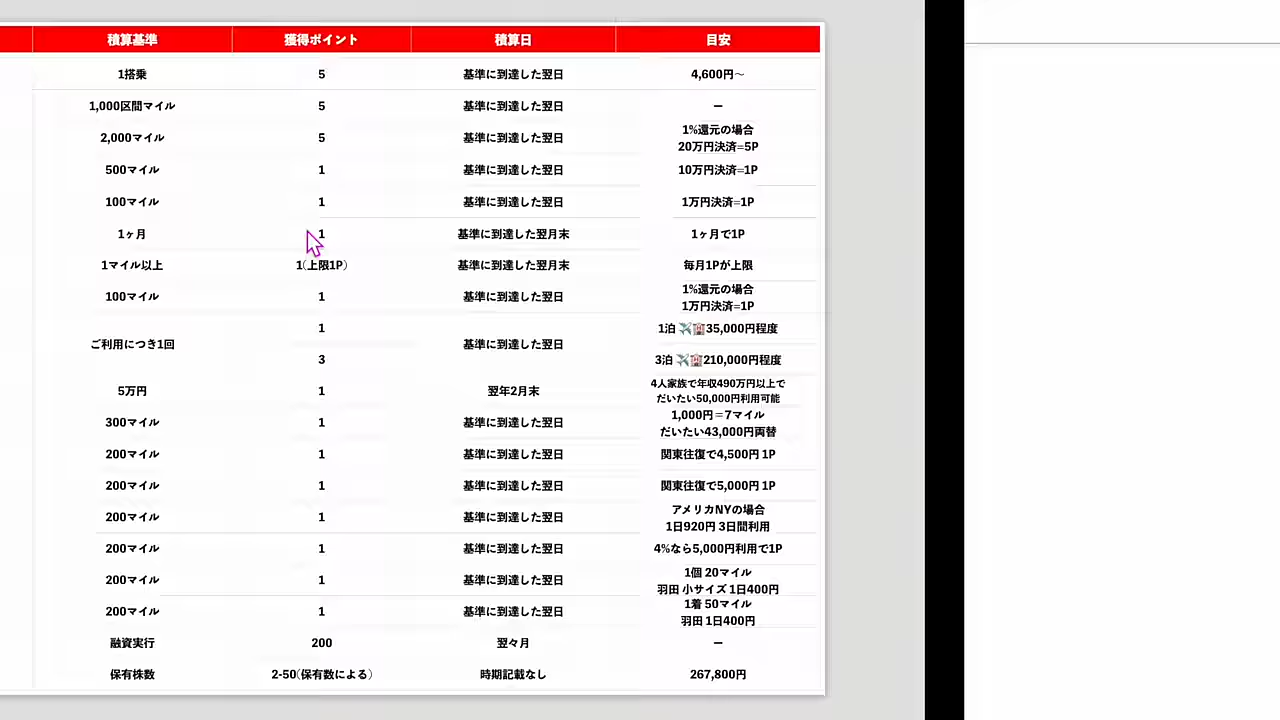 積算基準 獲得ポイント 積算日 目安
1搭乗 5 基準に到達した翌日 4,600円～
1,000区間マイル 5 基準に到達した翌日 ー
2,000マイル 5 基準に到達した翌日 1%還元の場合
20万円決済=5P
500マイル 1 基準に到達した翌日 10万円決済=1P
100マイル 1 基準に到達した翌日 1万円決済=1P
1ヶ月 1 基準に到達した翌月末 1ヶ月で1P
1マイル以上 1(上限1P) 基準に到達した翌月末 毎月1Pが上限
100マイル 1 基準に到達した翌日 1%還元の場合
1万円決済=1P
ご利用につき1回 1 基準に到達した翌日 1泊 ✈️🏨35,000円程度
3 3泊 ✈️🏨210,000円程度
5万円 1 翌年2月末 4人家族で年収490万円以上で
だいたい50,000円利用可能
300マイル 1 基準に到達した翌日 1,000円＝7マイル
だいたい43,000円両替
200マイル 1 基準に到達した翌日 関東往復で4,500円 1P
200マイル 1 基準に到達した翌日 関東往復で5,000円 1P
200マイル 1 基準に到達した翌日 アメリカNYの場合
1日920円 3日間利用
200マイル 1 基準に到達した翌日 4%なら5,000円利用で1P
200マイル 1 基準に到達した翌日 1個 20マイル
羽田 小サイズ 1日400円
200マイル 1 基準に到達した翌日 1着 50マイル
羽田 1日400円
融資実行 200 翌々月 ー
保有株数 2-50(保有数による) 時期記載なし 267,800円